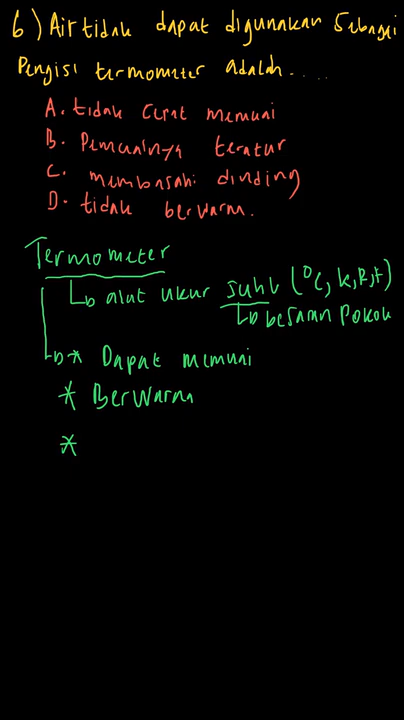 6) Air tidak dapat digunakan sebagai
Pengisi termometer adalah.....
A. tidak cepat memuai
B. Pemuainya teratur
C. membasahi dinding
D. tidak berwarna.
Termometer
alat ukur suhu (°C, K, R, F)
besaran Pokok
* Dapat memuai
* Berwarna
*